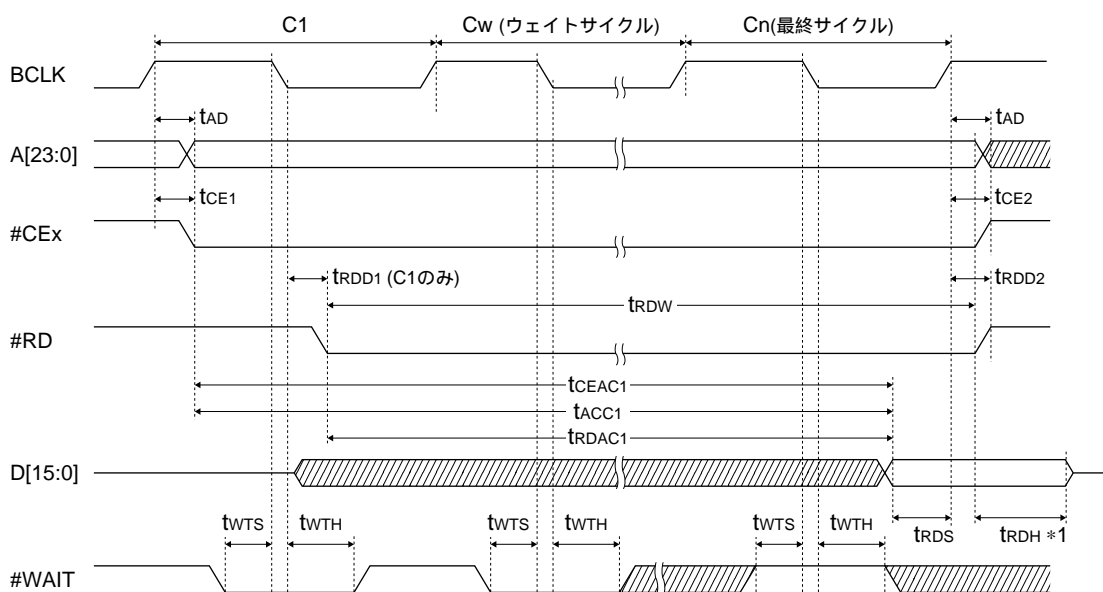 C1 Cw (ウェイトサイクル) Cn(最終サイクル)
BCLK
tAD tAD
A[23:0]
tCE1 tCE2
#CEx
tRDD1 (C1のみ) tRDD2
tRDW
#RD
tCEAC1
tACC1
tRDAC1
D[15:0]
tWTS tWTH tWTS tWTH tWTS tWTH tRDS tRDH *1
#WAIT